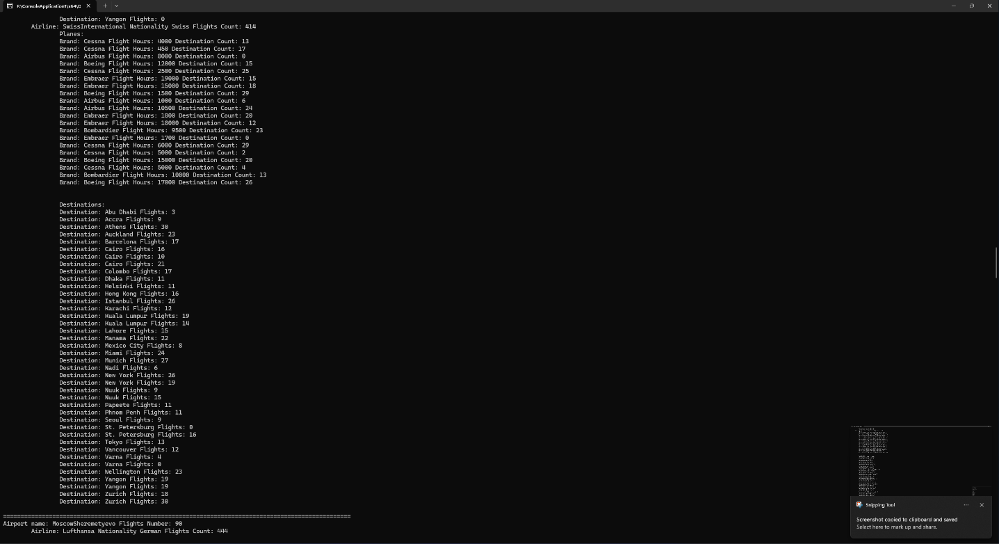 F:\ConsoleApplication1\x64\D
Destination: Yangon Flights: 0
Airline: SwissInternational Nationality Swiss Flights Count: 414
Planes:
Brand: Cessna Flight Hours: 4000 Destination Count: 13
Brand: Cessna Flight Hours: 450 Destination Count: 17
Brand: Airbus Flight Hours: 8000 Destination Count: 0
Brand: Boeing Flight Hours: 12000 Destination Count: 15
Brand: Cessna Flight Hours: 2500 Destination Count: 25
Brand: Embraer Flight Hours: 19000 Destination Count: 15
Brand: Embraer Flight Hours: 15000 Destination Count: 18
Brand: Boeing Flight Hours: 1500 Destination Count: 29
Brand: Airbus Flight Hours: 1000 Destination Count: 6
Brand: Airbus Flight Hours: 10500 Destination Count: 24
Brand: Embraer Flight Hours: 1800 Destination Count: 20
Brand: Embraer Flight Hours: 18000 Destination Count: 12
Brand: Bombardier Flight Hours: 9500 Destination Count: 23
Brand: Embraer Flight Hours: 1700 Destination Count: 0
Brand: Cessna Flight Hours: 6000 Destination Count: 29
Brand: Cessna Flight Hours: 5000 Destination Count: 2
Brand: Boeing Flight Hours: 15000 Destination Count: 20
Brand: Cessna Flight Hours: 5000 Destination Count: 4
Brand: Bombardier Flight Hours: 10000 Destination Count: 13
Brand: Boeing Flight Hours: 17000 Destination Count: 26
Destinations:
Destination: Abu Dhabi Flights: 3
Destination: Accra Flights: 9
Destination: Athens Flights: 30
Destination: Auckland Flights: 23
Destination: Barcelona Flights: 17
Destination: Cairo Flights: 16
Destination: Cairo Flights: 10
Destination: Cairo Flights: 21
Destination: Colombo Flights: 17
Destination: Dhaka Flights: 11
Destination: Helsinki Flights: 11
Destination: Hong Kong Flights: 16
Destination: Istanbul Flights: 26
Destination: Karachi Flights: 12
Destination: Kuala Lumpur Flights: 19
Destination: Kuala Lumpur Flights: 14
Destination: Lahore Flights: 15
Destination: Manama Flights: 22
Destination: Mexico City Flights: 8
Destination: Miami Flights: 24
Destination: Munich Flights: 27
Destination: Nadi Flights: 6
Destination: New York Flights: 26
Destination: New York Flights: 19
Destination: Nuuk Flights: 9
Destination: Nuuk Flights: 15
Destination: Papeete Flights: 11
Destination: Phnom Penh Flights: 11
Destination: Seoul Flights: 9
Destination: St. Petersburg Flights: 0
Destination: St. Petersburg Flights: 16
Destination: Tokyo Flights: 13
Destination: Vancouver Flights: 12
Destination: Varna Flights: 4
Destination: Varna Flights: 0
Destination: Wellington Flights: 23
Destination: Yangon Flights: 19
Destination: Yangon Flights: 19
Destination: Zurich Flights: 18
Destination: Zurich Flights: 30
===================================================================================================
Airport name: MoscowSheremetyevo Flights Number: 90
Airline: Lufthansa Nationality German Flights Count: 444
Snipping Tool
Screenshot copied to clipboard and saved
Select here to mark up and share.